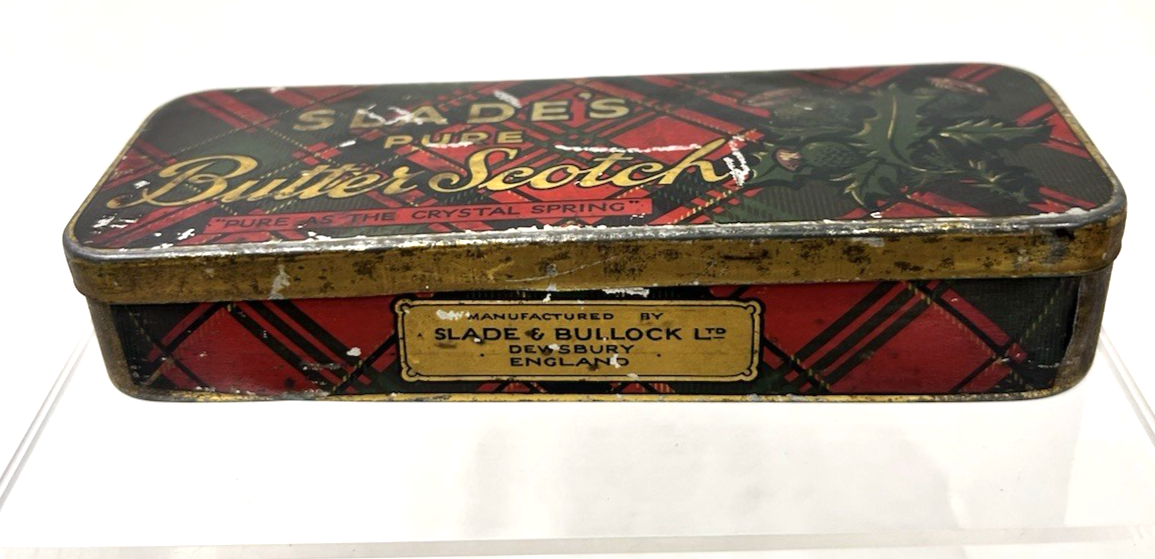 SLADE'S
PURE
Butter Scotch
"PURE AS THE CRYSTAL SPRING"
MANUFACTURED BY
SLADE & BULLOCK LTD
DEWSBURY
ENGLAND